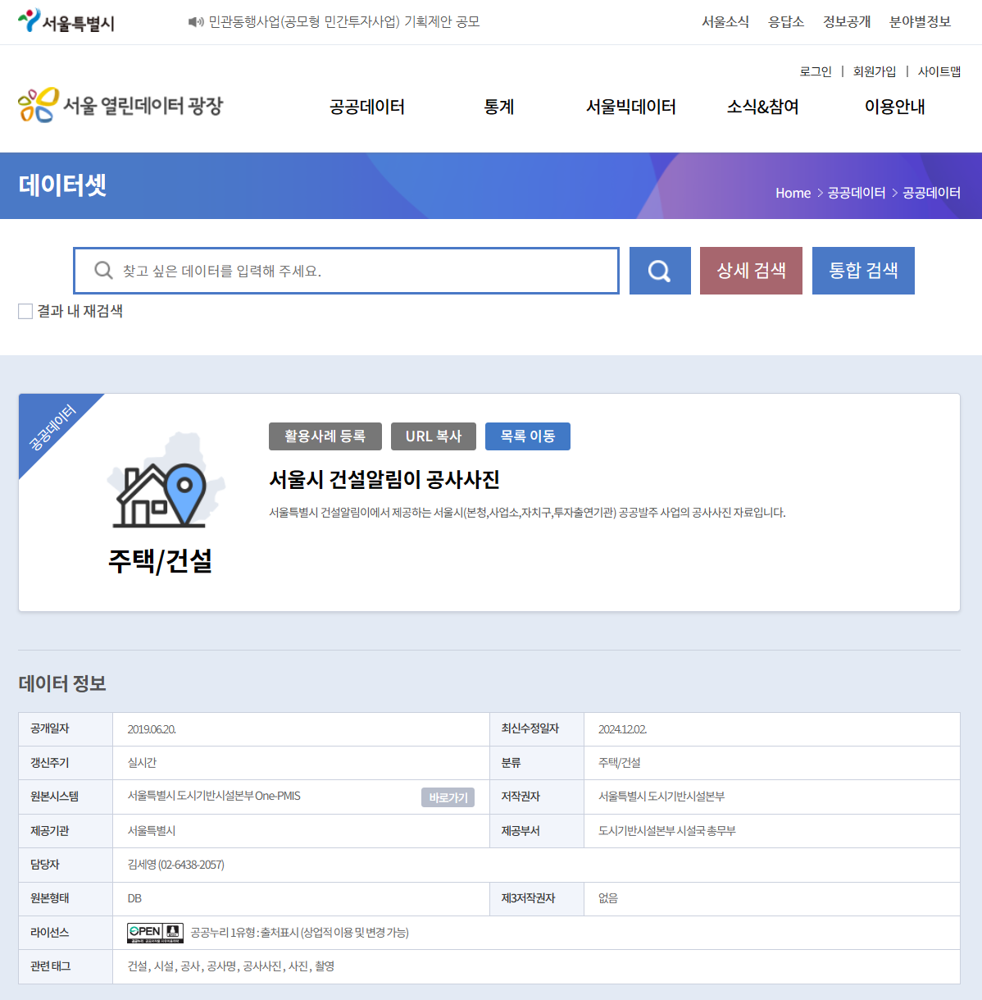 서울특별시
민관동행사업(공모형 민간투자사업) 기획제안 공모
서울소식 응답소 정보공개 분야별정보
로그인 | 회원가입 | 사이트맵
서울 열린데이터 광장
공공데이터 통계 서울빅데이터 소식&참여 이용안내
데이터셋
Home > 공공데이터 > 공공데이터
찾고 싶은 데이터를 입력해 주세요.
상세 검색
통합 검색
결과 내 재검색
공공데이터
활용사례 등록 URL 복사 목록 이동
서울시 건설알림이 공사사진
서울특별시 건설알림이에서 제공하는 서울시(본청,사업소,자치구,투자출연기관) 공공발주 사업의 공사사진 자료입니다.
주택/건설
데이터 정보
공개일자 2019.06.20. 최신수정일자 2024.12.02.
갱신주기 실시간 분류 주택/건설
원본시스템 서울특별시 도시기반시설본부 One-PMIS 바로가기 저작권자 서울특별시 도시기반시설본부
제공기관 서울특별시 제공부서 도시기반시설본부 시설국 총무부
담당자 김세영 (02-6438-2057)
원본형태 DB 제3저작권자 없음
라이선스 OPEN 공공누리 1유형 : 출처표시 (상업적 이용 및 변경 가능)
관련 태그 건설 , 시설 , 공사 , 공사명 , 공사사진 , 사진 , 촬영